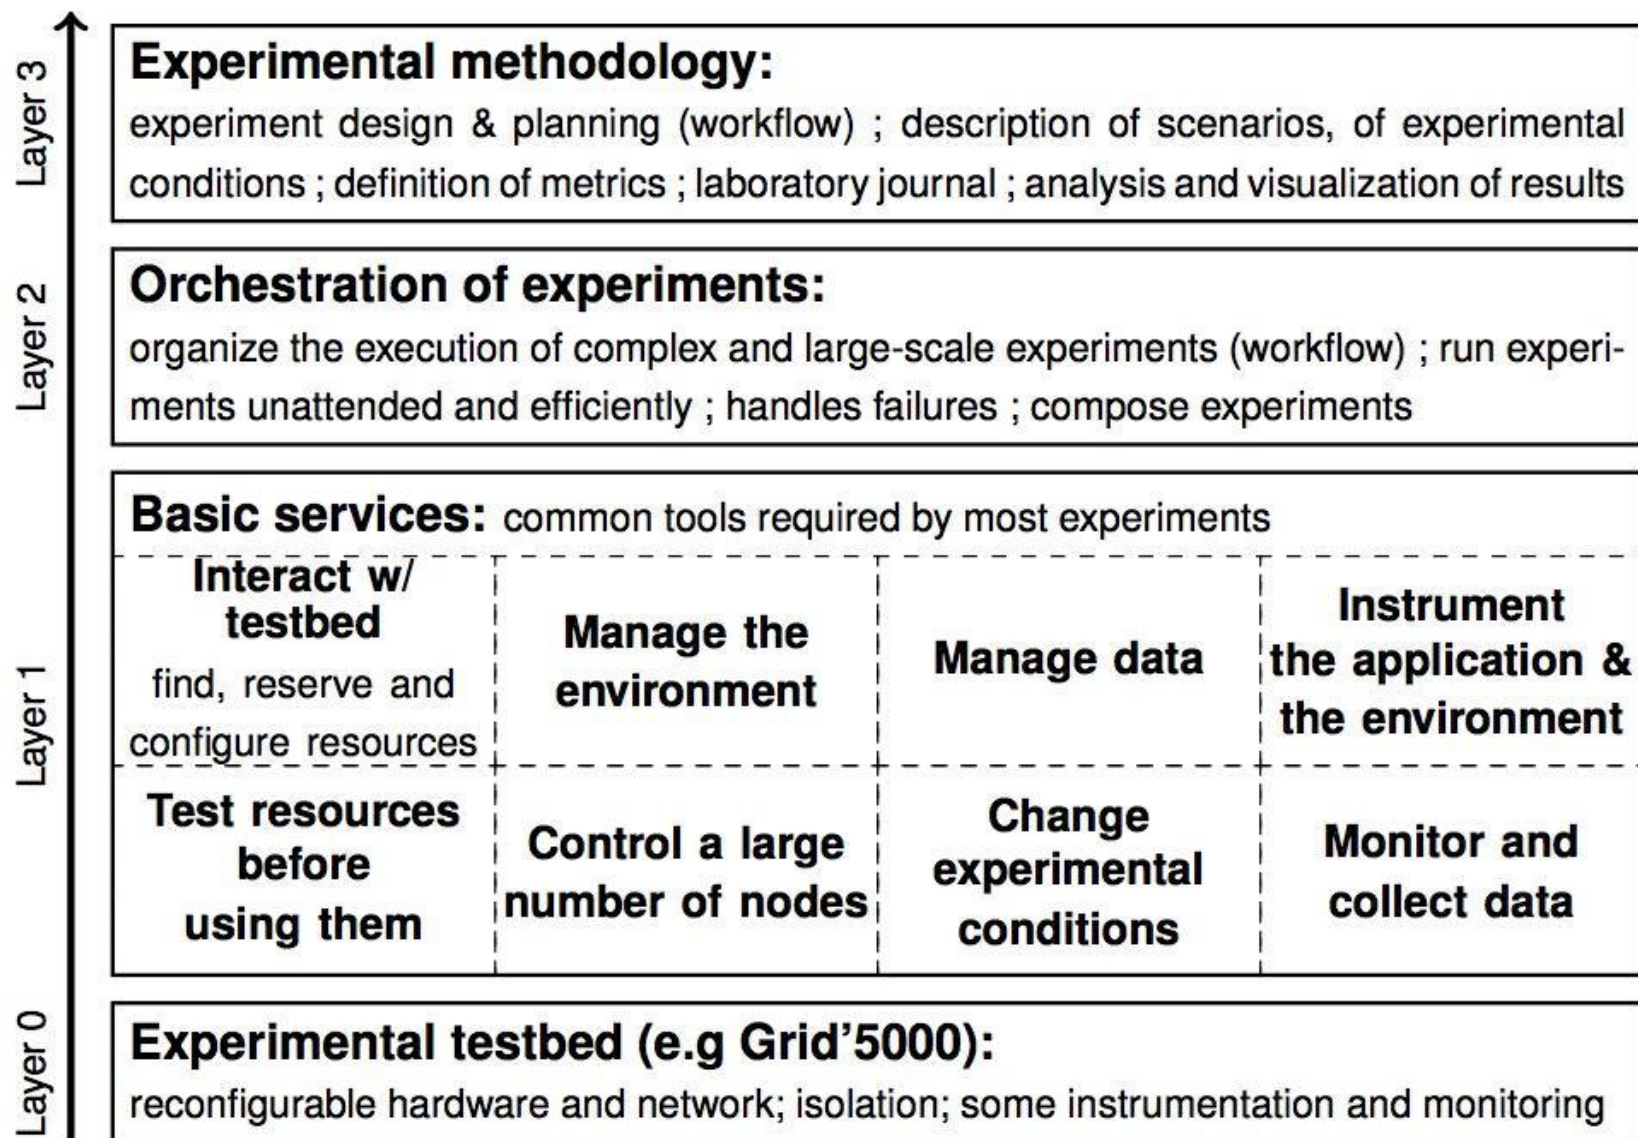 Layer 3
Experimental methodology:
experiment design & planning (workflow) ; description of scenarios, of experimental
conditions ; definition of metrics ; laboratory journal ; analysis and visualization of results
Layer 2
Orchestration of experiments:
organize the execution of complex and large-scale experiments (workflow) ; run experi-
ments unattended and efficiently ; handles failures ; compose experiments
Layer 1
Basic services: common tools required by most experiments
Interact w/
testbed
find, reserve and
configure resources
Manage the
environment
Manage data
Instrument
the application &
the environment
Test resources
before
using them
Control a large
number of nodes
Change
experimental
conditions
Monitor and
collect data
Layer 0
Experimental testbed (e.g Grid’5000):
reconfigurable hardware and network; isolation; some instrumentation and monitoring